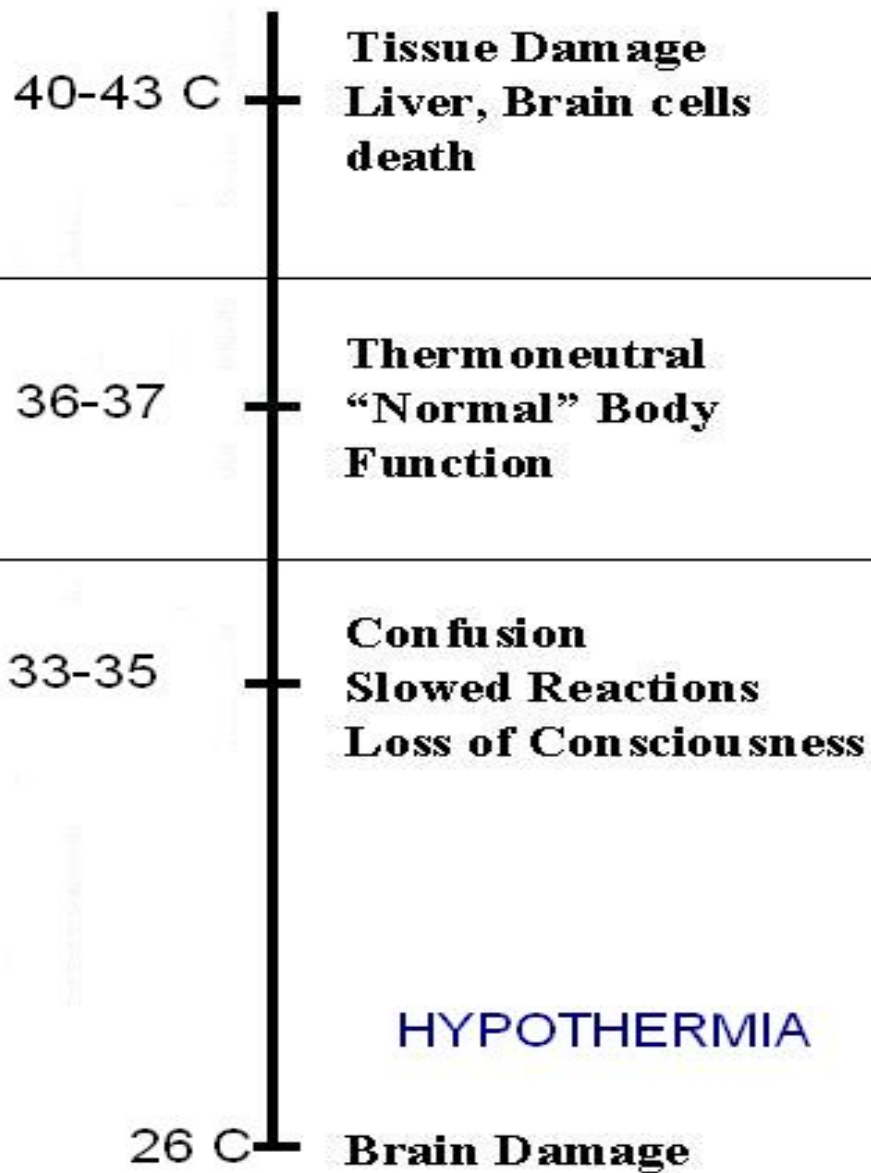 40-43 C
Tissue Damage
Liver, Brain cells
death
36-37
Thermoneutral
“Normal” Body
Function
33-35
Confusion
Slowed Reactions
Loss of Consciousness
HYPOTHERMIA
26 C
Brain Damage